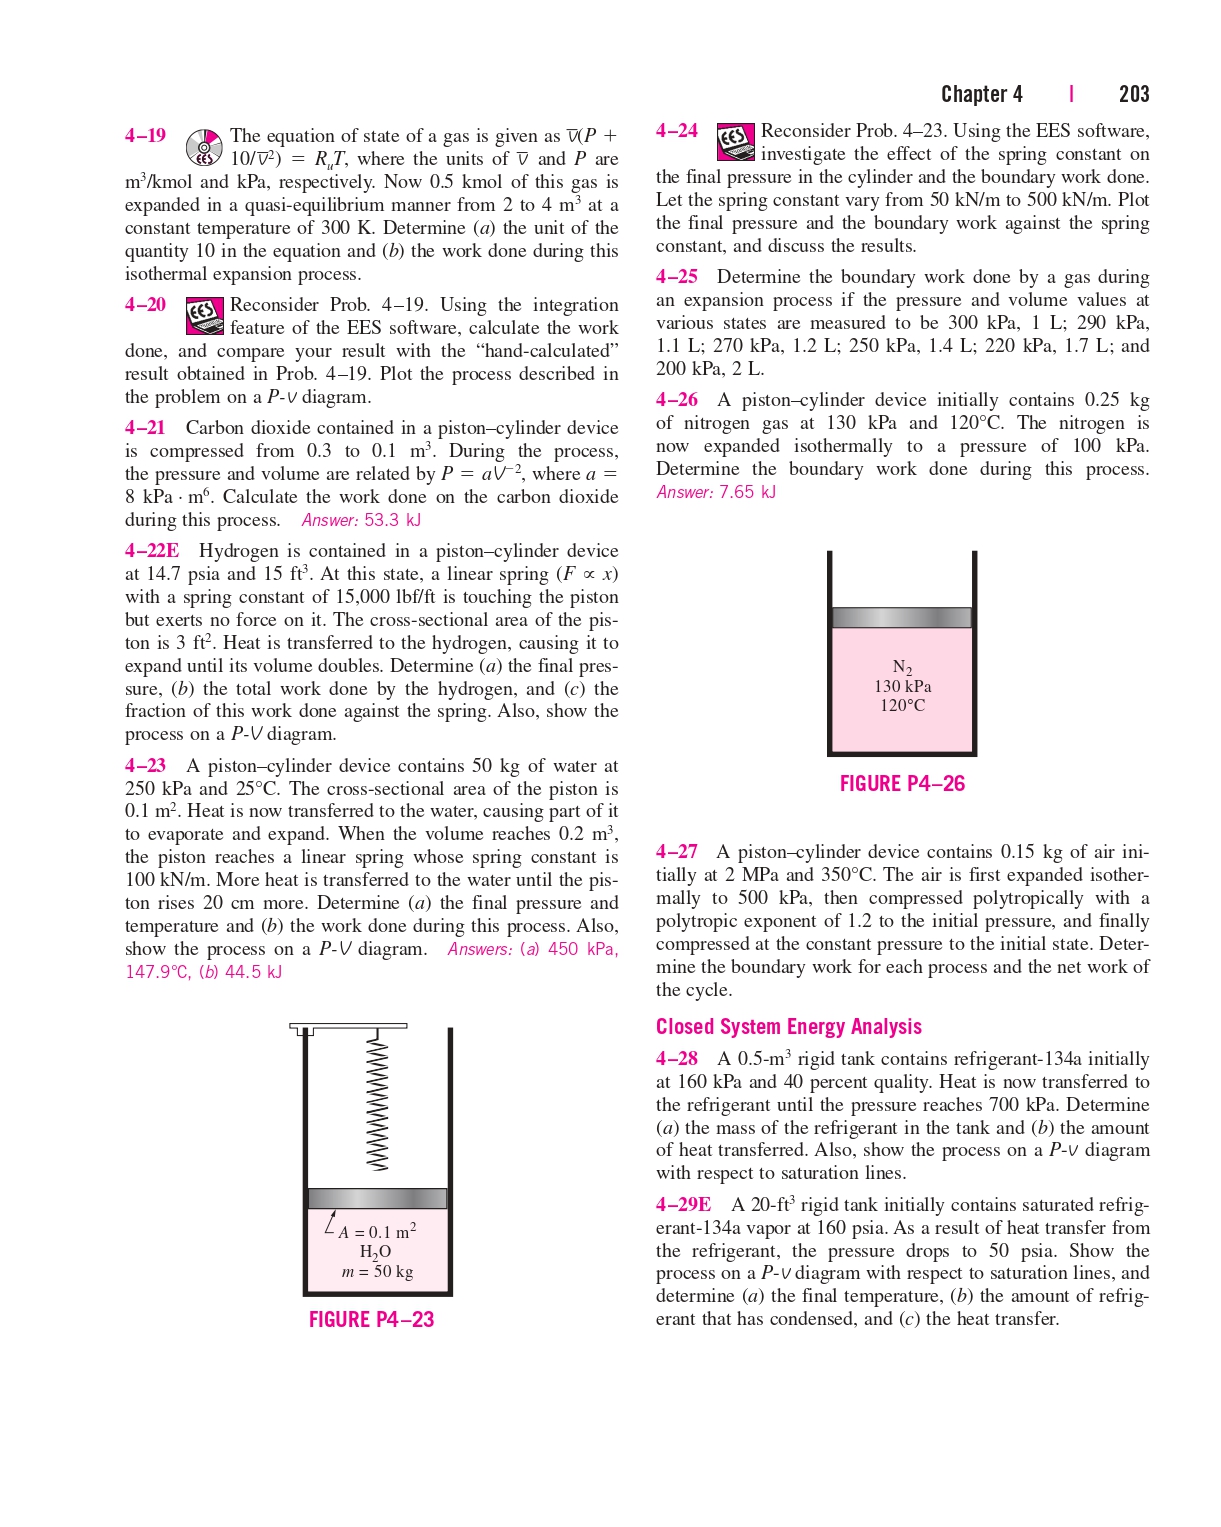 Chapter 4 | 203
4–19 The equation of state of a gas is given as v̅(P +
10/v̅²) = RᵤT, where the units of v̅ and P are
m³/kmol and kPa, respectively. Now 0.5 kmol of this gas is
expanded in a quasi-equilibrium manner from 2 to 4 m³ at a
constant temperature of 300 K. Determine (a) the unit of the
quantity 10 in the equation and (b) the work done during this
isothermal expansion process.
4–20 EES Reconsider Prob. 4–19. Using the integration
feature of the EES software, calculate the work
done, and compare your result with the “hand-calculated”
result obtained in Prob. 4–19. Plot the process described in
the problem on a P-V diagram.
4–21 Carbon dioxide contained in a piston–cylinder device
is compressed from 0.3 to 0.1 m³. During the process,
the pressure and volume are related by P = aV⁻², where a =
8 kPa · m⁶. Calculate the work done on the carbon dioxide
during this process. Answer: 53.3 kJ
4–22E Hydrogen is contained in a piston–cylinder device
at 14.7 psia and 15 ft³. At this state, a linear spring (F ∝ x)
with a spring constant of 15,000 lbf/ft is touching the piston
but exerts no force on it. The cross-sectional area of the pis-
ton is 3 ft². Heat is transferred to the hydrogen, causing it to
expand until its volume doubles. Determine (a) the final pres-
sure, (b) the total work done by the hydrogen, and (c) the
fraction of this work done against the spring. Also, show the
process on a P-V diagram.
4–23 A piston–cylinder device contains 50 kg of water at
250 kPa and 25°C. The cross-sectional area of the piston is
0.1 m². Heat is now transferred to the water, causing part of it
to evaporate and expand. When the volume reaches 0.2 m³,
the piston reaches a linear spring whose spring constant is
100 kN/m. More heat is transferred to the water until the pis-
ton rises 20 cm more. Determine (a) the final pressure and
temperature and (b) the work done during this process. Also,
show the process on a P-V diagram. Answers: (a) 450 kPa,
147.9°C, (b) 44.5 kJ
A = 0.1 m²
H₂O
m = 50 kg
FIGURE P4–23
4–24 EES Reconsider Prob. 4–23. Using the EES software,
investigate the effect of the spring constant on
the final pressure in the cylinder and the boundary work done.
Let the spring constant vary from 50 kN/m to 500 kN/m. Plot
the final pressure and the boundary work against the spring
constant, and discuss the results.
4–25 Determine the boundary work done by a gas during
an expansion process if the pressure and volume values at
various states are measured to be 300 kPa, 1 L; 290 kPa,
1.1 L; 270 kPa, 1.2 L; 250 kPa, 1.4 L; 220 kPa, 1.7 L; and
200 kPa, 2 L.
4–26 A piston–cylinder device initially contains 0.25 kg
of nitrogen gas at 130 kPa and 120°C. The nitrogen is
now expanded isothermally to a pressure of 100 kPa.
Determine the boundary work done during this process.
Answer: 7.65 kJ
N₂
130 kPa
120°C
FIGURE P4–26
4–27 A piston–cylinder device contains 0.15 kg of air ini-
tially at 2 MPa and 350°C. The air is first expanded isother-
mally to 500 kPa, then compressed polytropically with a
polytropic exponent of 1.2 to the initial pressure, and finally
compressed at the constant pressure to the initial state. Deter-
mine the boundary work for each process and the net work of
the cycle.
Closed System Energy Analysis
4–28 A 0.5-m³ rigid tank contains refrigerant-134a initially
at 160 kPa and 40 percent quality. Heat is now transferred to
the refrigerant until the pressure reaches 700 kPa. Determine
(a) the mass of the refrigerant in the tank and (b) the amount
of heat transferred. Also, show the process on a P-v diagram
with respect to saturation lines.
4–29E A 20-ft³ rigid tank initially contains saturated refrig-
erant-134a vapor at 160 psia. As a result of heat transfer from
the refrigerant, the pressure drops to 50 psia. Show the
process on a P-v diagram with respect to saturation lines, and
determine (a) the final temperature, (b) the amount of refrig-
erant that has condensed, and (c) the heat transfer.